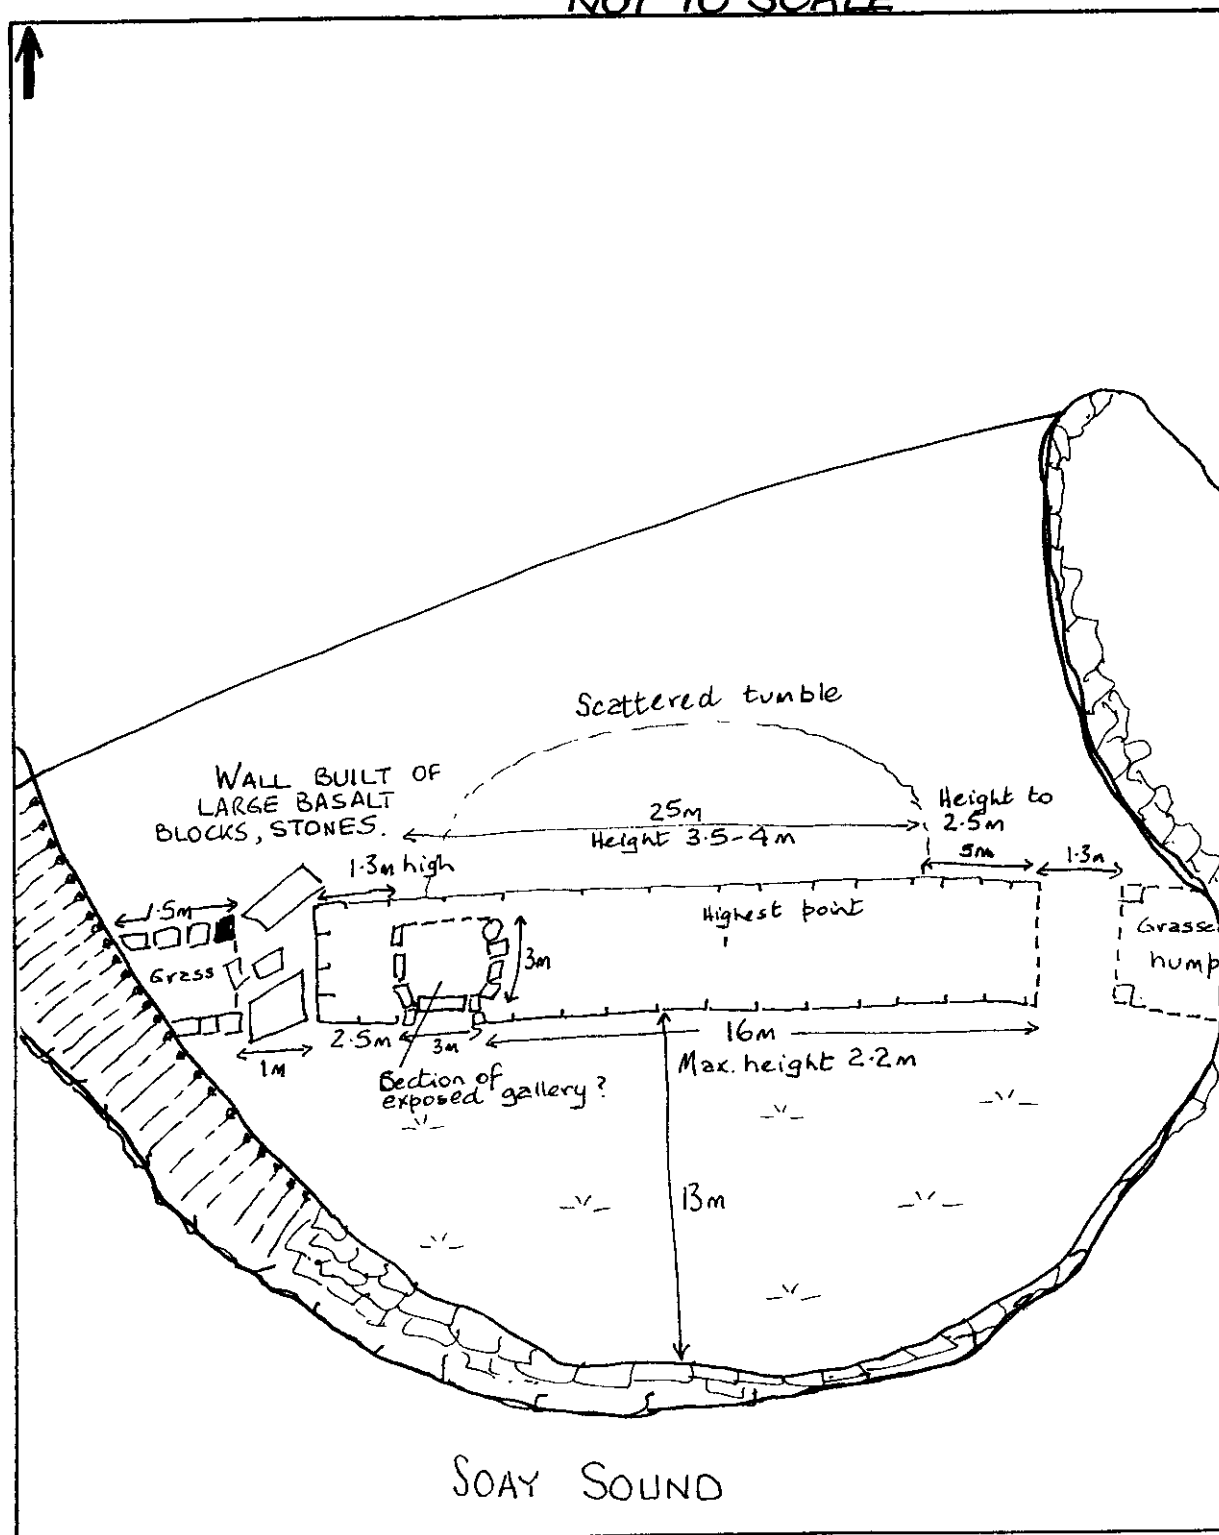 NOT TO SCALE
Scattered tumble
WALL BUILT OF
LARGE BASALT
BLOCKS, STONES.
25m
Height 3.5-4m
Height to
2.5m
5m
1.3m
1.3m high
1.5m
Highest point
Grass
3m
Grasse
hump
2.5m
3m
16m
1m
Max. height 2.2m
Section of
exposed gallery?
13m
SOAY SOUND